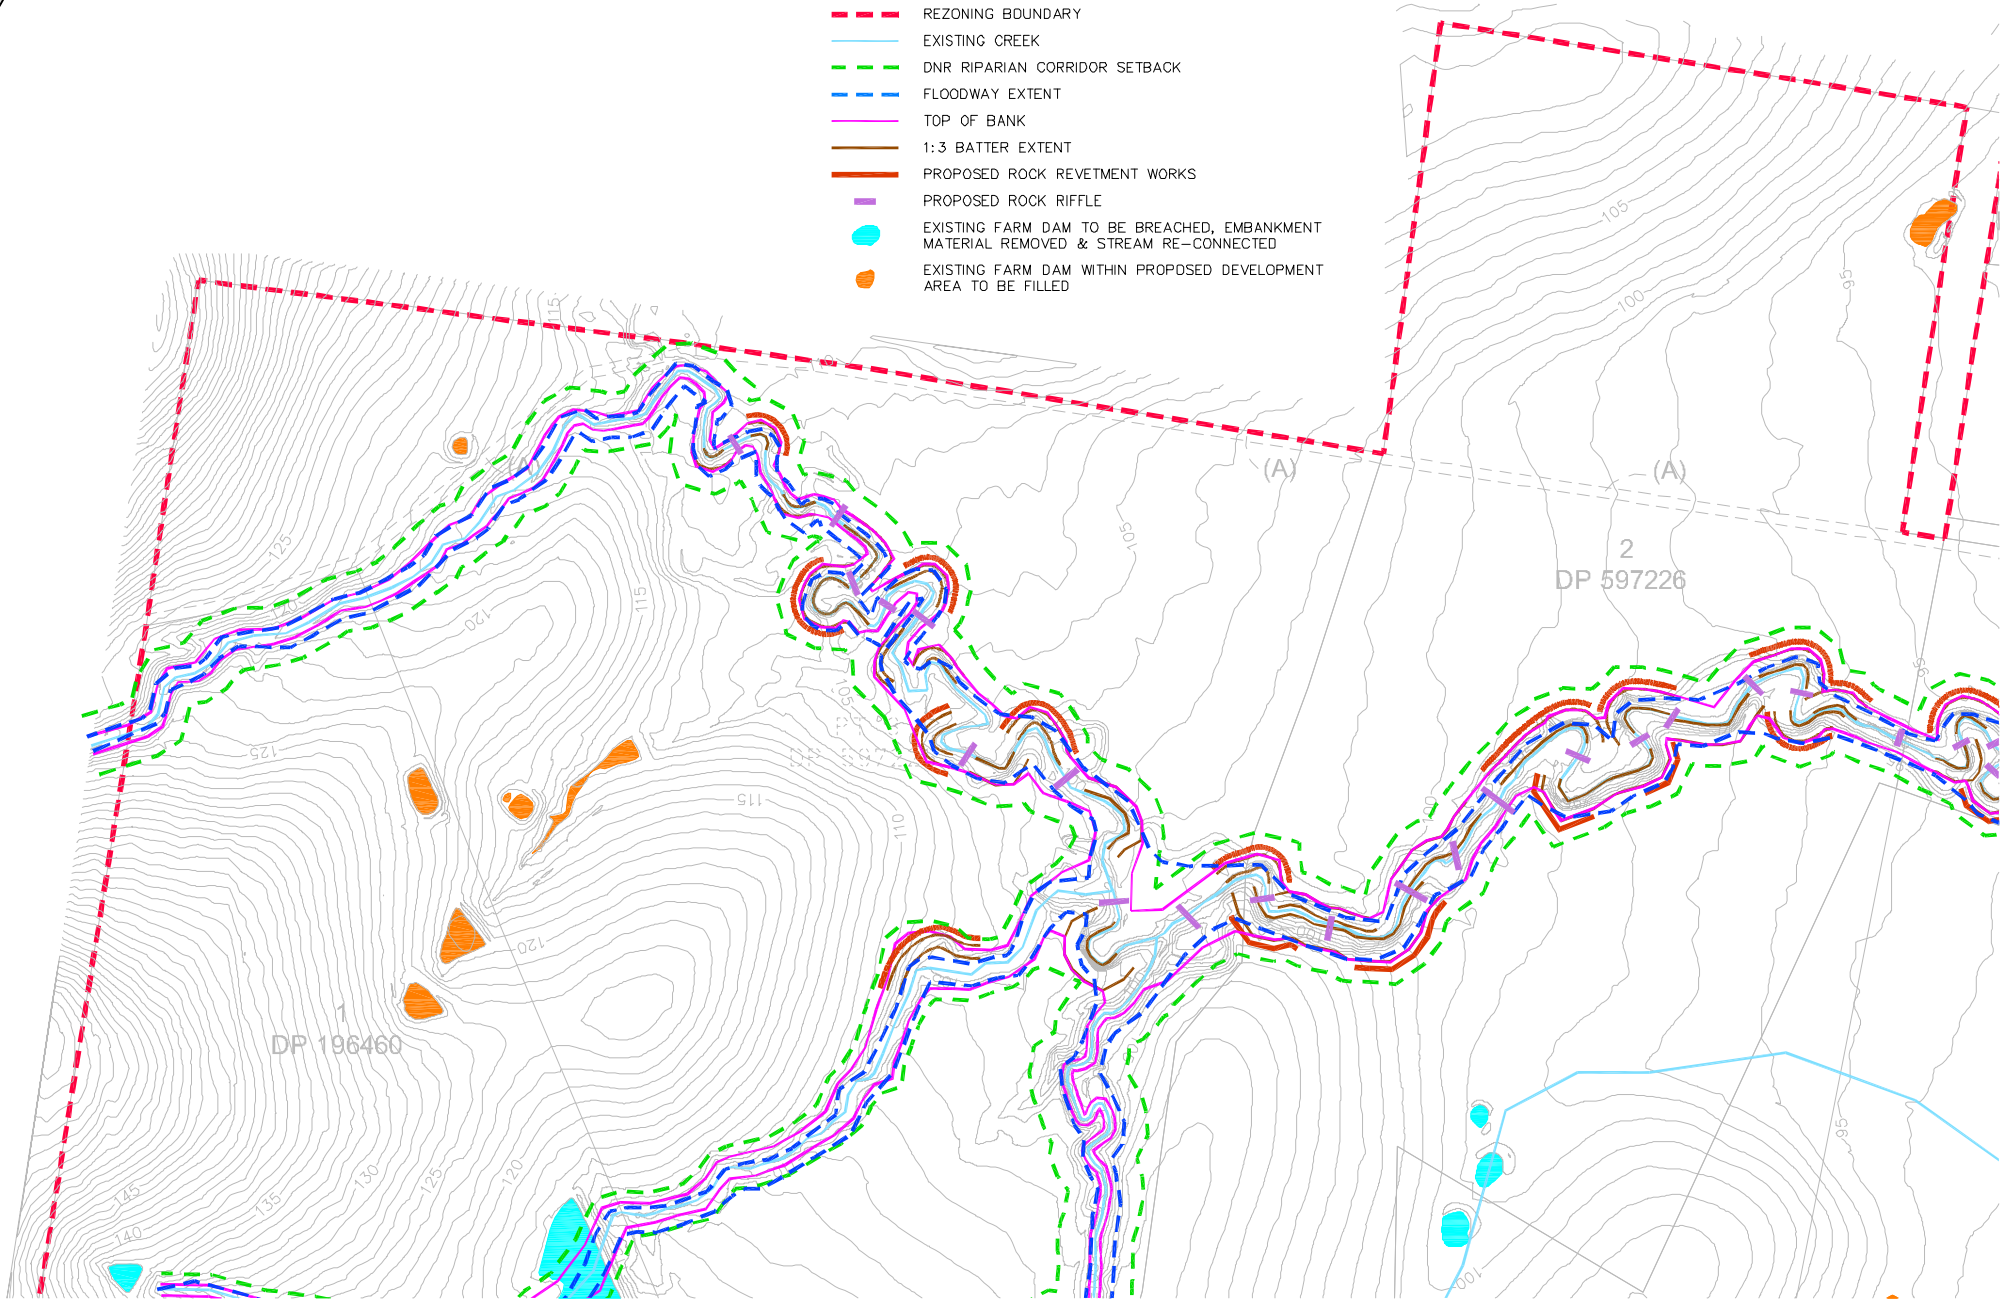 REZONING BOUNDARY
EXISTING CREEK
DNR RIPARIAN CORRIDOR SETBACK
FLOODWAY EXTENT
TOP OF BANK
1:3 BATTER EXTENT
PROPOSED ROCK REVETMENT WORKS
PROPOSED ROCK RIFFLE
EXISTING FARM DAM TO BE BREACHED, EMBANKMENT
MATERIAL REMOVED & STREAM RE-CONNECTED
EXISTING FARM DAM WITHIN PROPOSED DEVELOPMENT
AREA TO BE FILLED
105
95
100
115
(A)
(A)
(A)
105
125
2
DP 597226
120
115
120
95
125
115
110
110
120
1
DP 196460
130
125
120
145
135
140
95
100